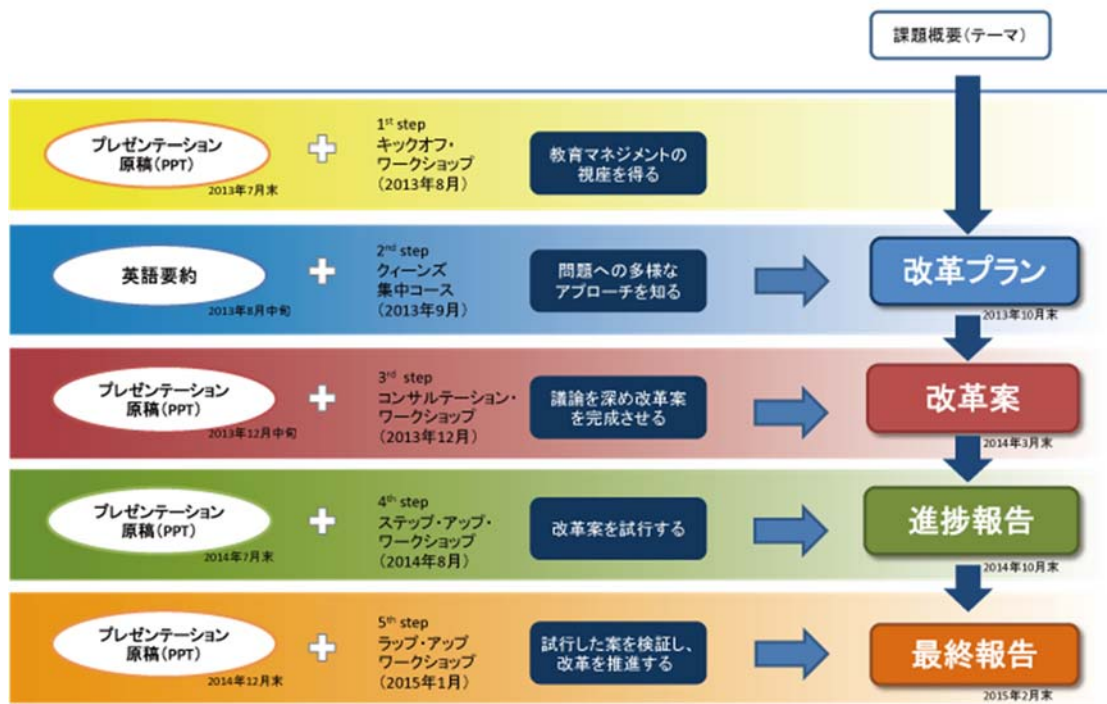 課題概要(テーマ)
プレゼンテーション
原稿(PPT)
2013年7月末
1st step
キックオフ・
ワークショップ
(2013年8月)
教育マネジメントの
視座を得る
英語要約
2013年8月中旬
2nd step
クィーンズ
集中コース
(2013年9月)
問題への多様な
アプローチを知る
改革プラン
2013年10月末
プレゼンテーション
原稿(PPT)
2013年12月中旬
3rd step
コンサルテーション・
ワークショップ
(2013年12月)
議論を深め改革案
を完成させる
改革案
2014年3月末
プレゼンテーション
原稿(PPT)
2014年7月末
4th step
ステップ・アップ・
ワークショップ
(2014年8月)
改革案を試行する
進捗報告
2014年10月末
プレゼンテーション
原稿(PPT)
2014年12月末
5th step
ラップ・アップ
ワークショップ
(2015年1月)
試行した案を検証し、
改革を推進する
最終報告
2015年2月末